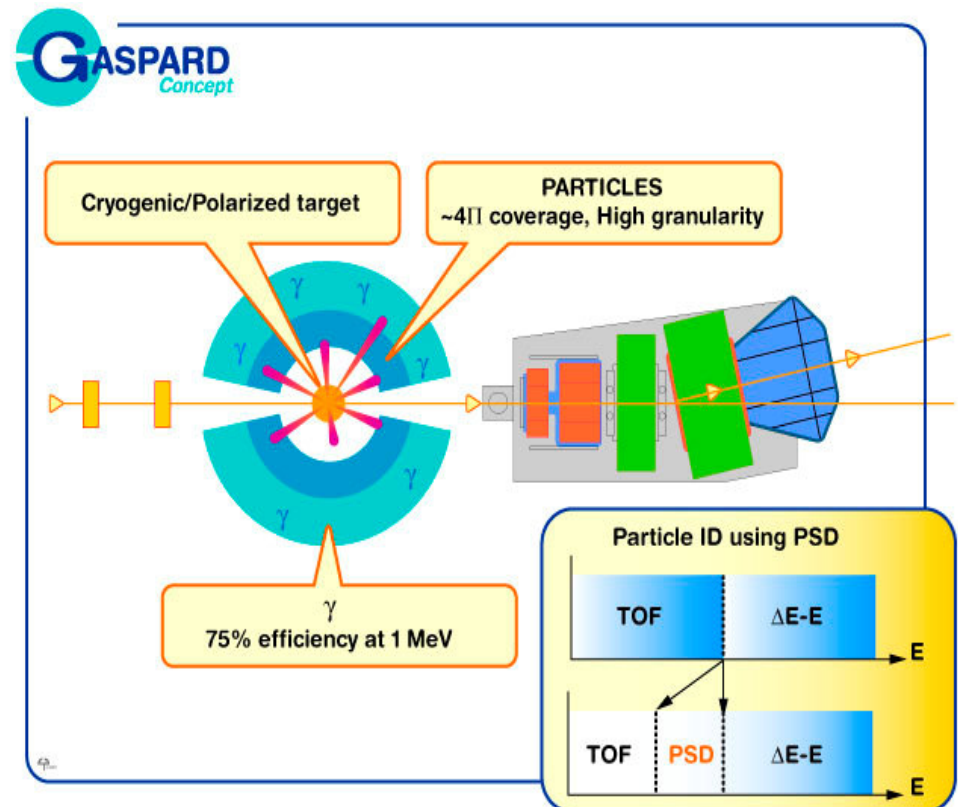 GASPARD
Concept
Cryogenic/Polarized target
PARTICLES
~4Π coverage, High granularity
γ
γ
γ
γ
γ
γ
γ
75% efficiency at 1 MeV
Particle ID using PSD
TOF
ΔE-E
E
TOF
PSD
ΔE-E
E